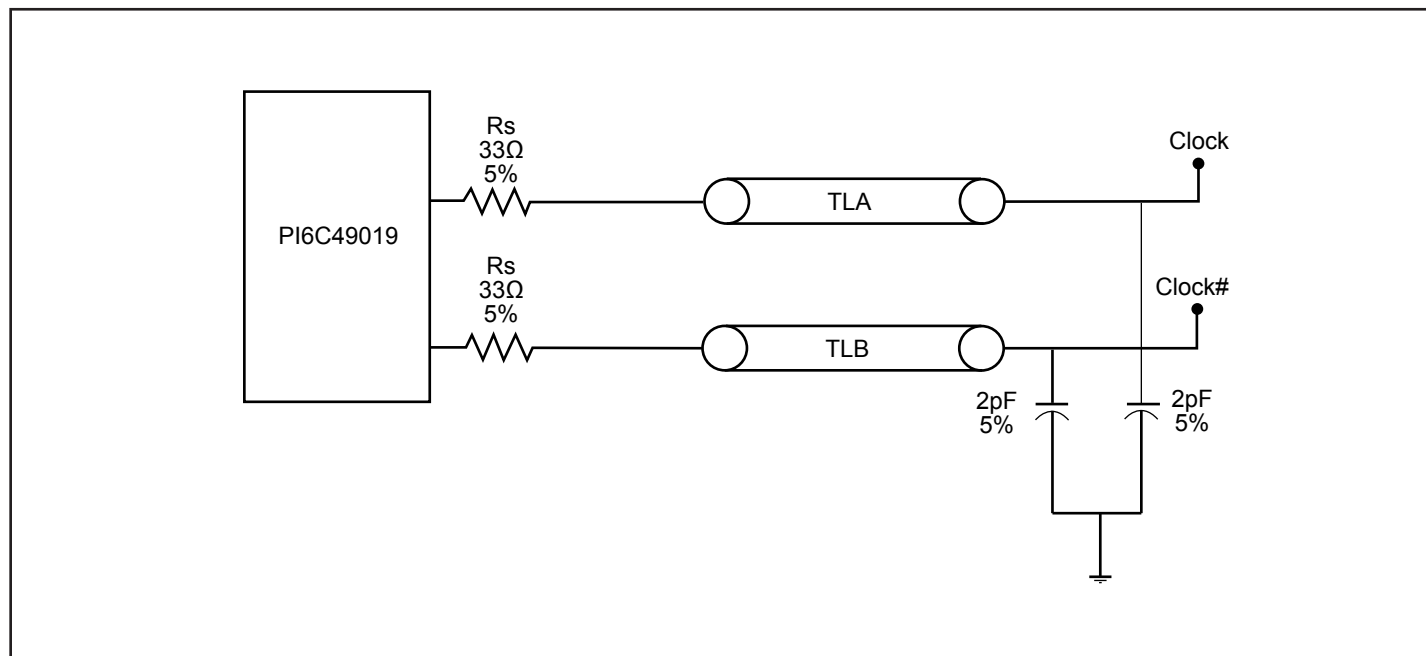 PI6C49019
Rs
33Ω
5%
TLA
Clock
Rs
33Ω
5%
TLB
Clock#
2pF
5%
2pF
5%